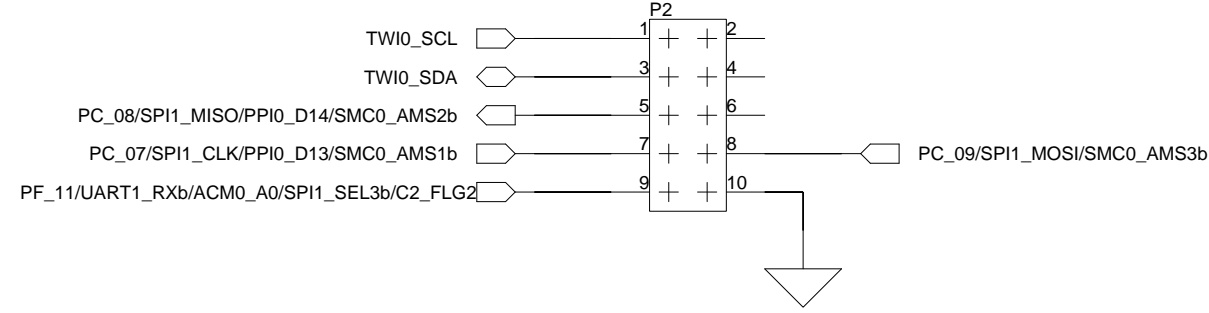 P2
TWI0_SCL 1 2
TWI0_SDA 3 4
PC_08/SPI1_MISO/PPI0_D14/SMC0_AMS2b 5 6
PC_07/SPI1_CLK/PPI0_D13/SMC0_AMS1b 7 8 PC_09/SPI1_MOSI/SMC0_AMS3b
PF_11/UART1_RXb/ACM0_A0/SPI1_SEL3b/C2_FLG2 9 10